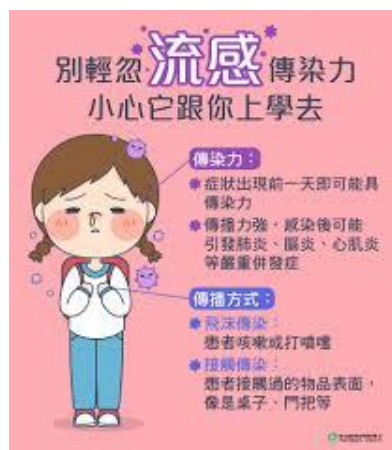 別輕忽流感傳染力
小心它跟你上學去
傳染力：
症狀出現前一天即可能具
傳染力
傳播力強，感染後可能
引發肺炎、腦炎、心肌炎
等嚴重併發症
傳播方式：
飛沫傳染：
患者咳嗽或打噴嚏
接觸傳染：
患者接觸過的物品表面，
像是桌子、門把等